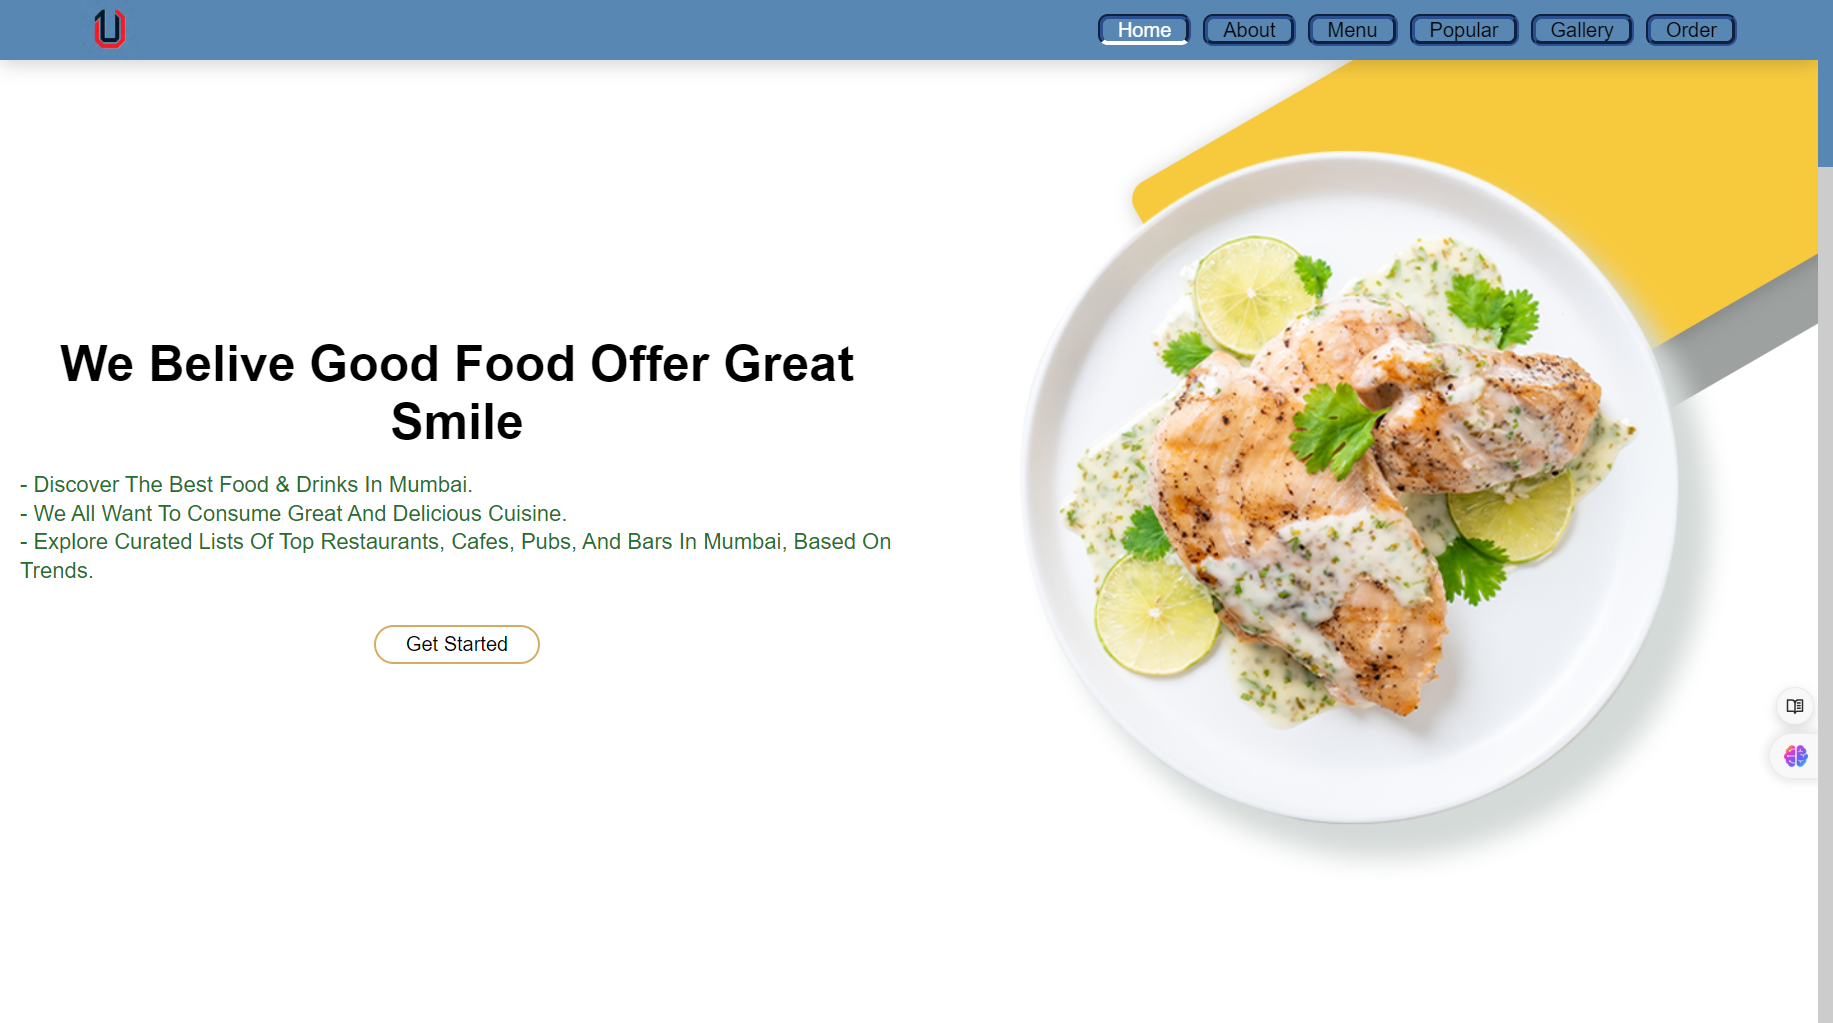 Home About Menu Popular Gallery Order
We Belive Good Food Offer Great
Smile
- Discover The Best Food & Drinks In Mumbai.
- We All Want To Consume Great And Delicious Cuisine.
- Explore Curated Lists Of Top Restaurants, Cafes, Pubs, And Bars In Mumbai, Based On
Trends.
Get Started